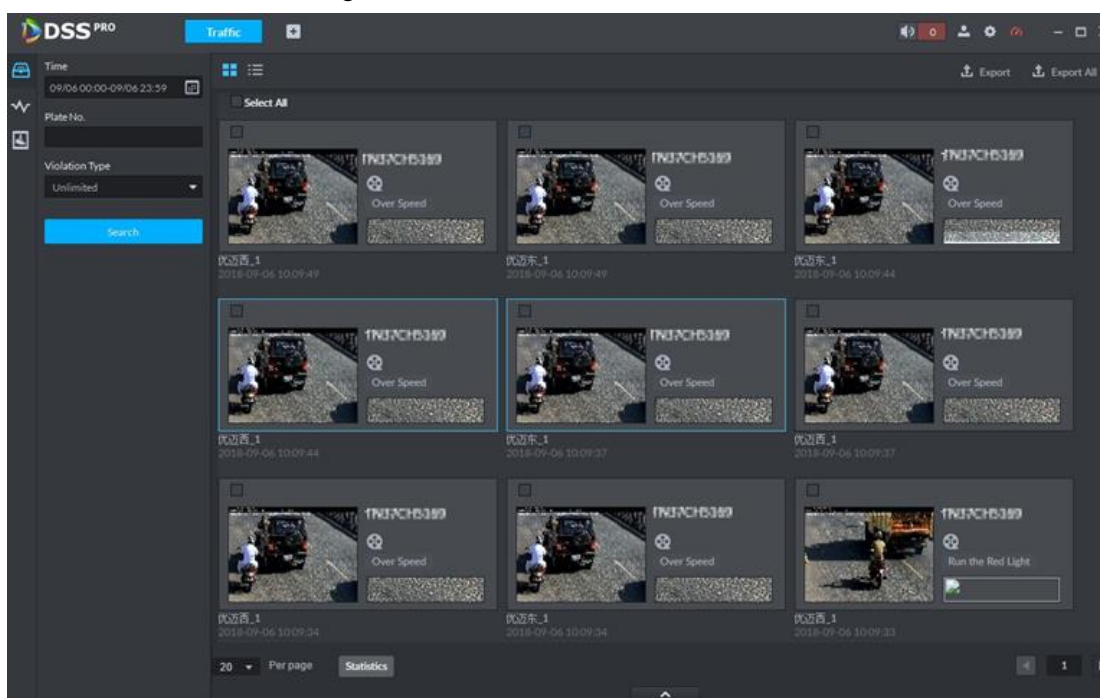 DSS PRO
Traffic
0
Time
09/06 00:00-09/06 23:59
Plate No.
Violation Type
Unlimited
Search
Export
Export All
Select All
Over Speed
优迈西_1
2018-09-06 10:09:49
Over Speed
优迈东_1
2018-09-06 10:09:49
Over Speed
优迈东_1
2018-09-06 10:09:44
Over Speed
优迈西_1
2018-09-06 10:09:44
Over Speed
优迈东_1
2018-09-06 10:09:37
Over Speed
优迈西_1
2018-09-06 10:09:37
Over Speed
优迈西_1
2018-09-06 10:09:34
Over Speed
优迈东_1
2018-09-06 10:09:34
Run the Red Light
优迈西_1
2018-09-06 10:09:33
20
Per page
Statistics
1